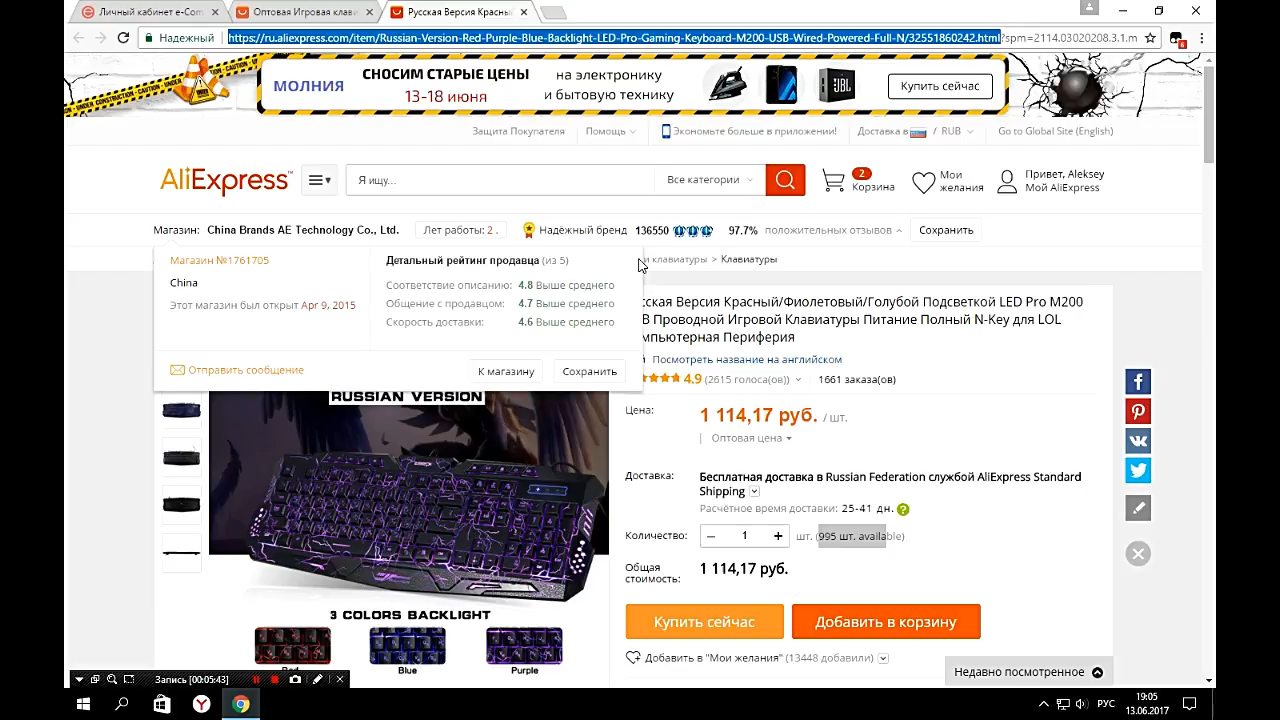 Личный кабинет e-Com
Оптовая Игровая клави
Русская Версия Красны
Надежный
https://ru.aliexpress.com/item/Russian-Version-Red-Purple-Blue-Backlight-LED-Pro-Gaming-Keyboard-M200-USB-Wired-Powered-Full-N/32551860242.html?spm=2114.03020208.3.1.m
МОЛНИЯ
СНОСИМ СТАРЫЕ ЦЕНЫ
13-18 июня
на электронику
и бытовую технику
JBL
Купить сейчас
Защита Покупателя
Помощь
Экономьте больше в приложении!
Доставка в / RUB
Go to Global Site (English)
AliExpress
Я ищу...
Все категории
2
Корзина
Мои
желания
Привет, Aleksey
Мой AliExpress
Магазин: China Brands AE Technology Co., Ltd.
Лет работы: 2 .
Надёжный бренд
136550
97.7% положительных отзывов
Сохранить
Магазин №1761705
China
Этот магазин был открыт Apr 9, 2015
Отправить сообщение
Детальный рейтинг продавца (из 5)
Соответствие описанию: 4.8 Выше среднего
Общение с продавцом: 4.7 Выше среднего
Скорость доставки: 4.6 Выше среднего
К магазину
Сохранить
и клавиатуры > Клавиатуры
сская Версия Красный/Фиолетовый/Голубой Подсветкой LED Pro M200
В Проводной Игровой Клавиатуры Питание Полный N-Key для LOL
мпьютерная Периферия
Посмотреть название на английском
4.9 (2615 голоса(ов)) 1661 заказа(ов)
Цена: 1 114,17 руб. / шт.
Оптовая цена
Доставка: Бесплатная доставка в Russian Federation службой AliExpress Standard
Shipping
Расчётное время доставки: 25-41 дн.
Количество: 1 шт. (995 шт. available)
Общая
стоимость:
1 114,17 руб.
Купить сейчас
Добавить в корзину
Добавить в "Мои желания" (13448 добавили)
Недавно посмотренное
RUSSIAN VERSION
3 COLORS BACKLIGHT
Red
Blue
Purple
Запись [00:05:43]
РУС
19:05
13.06.2017